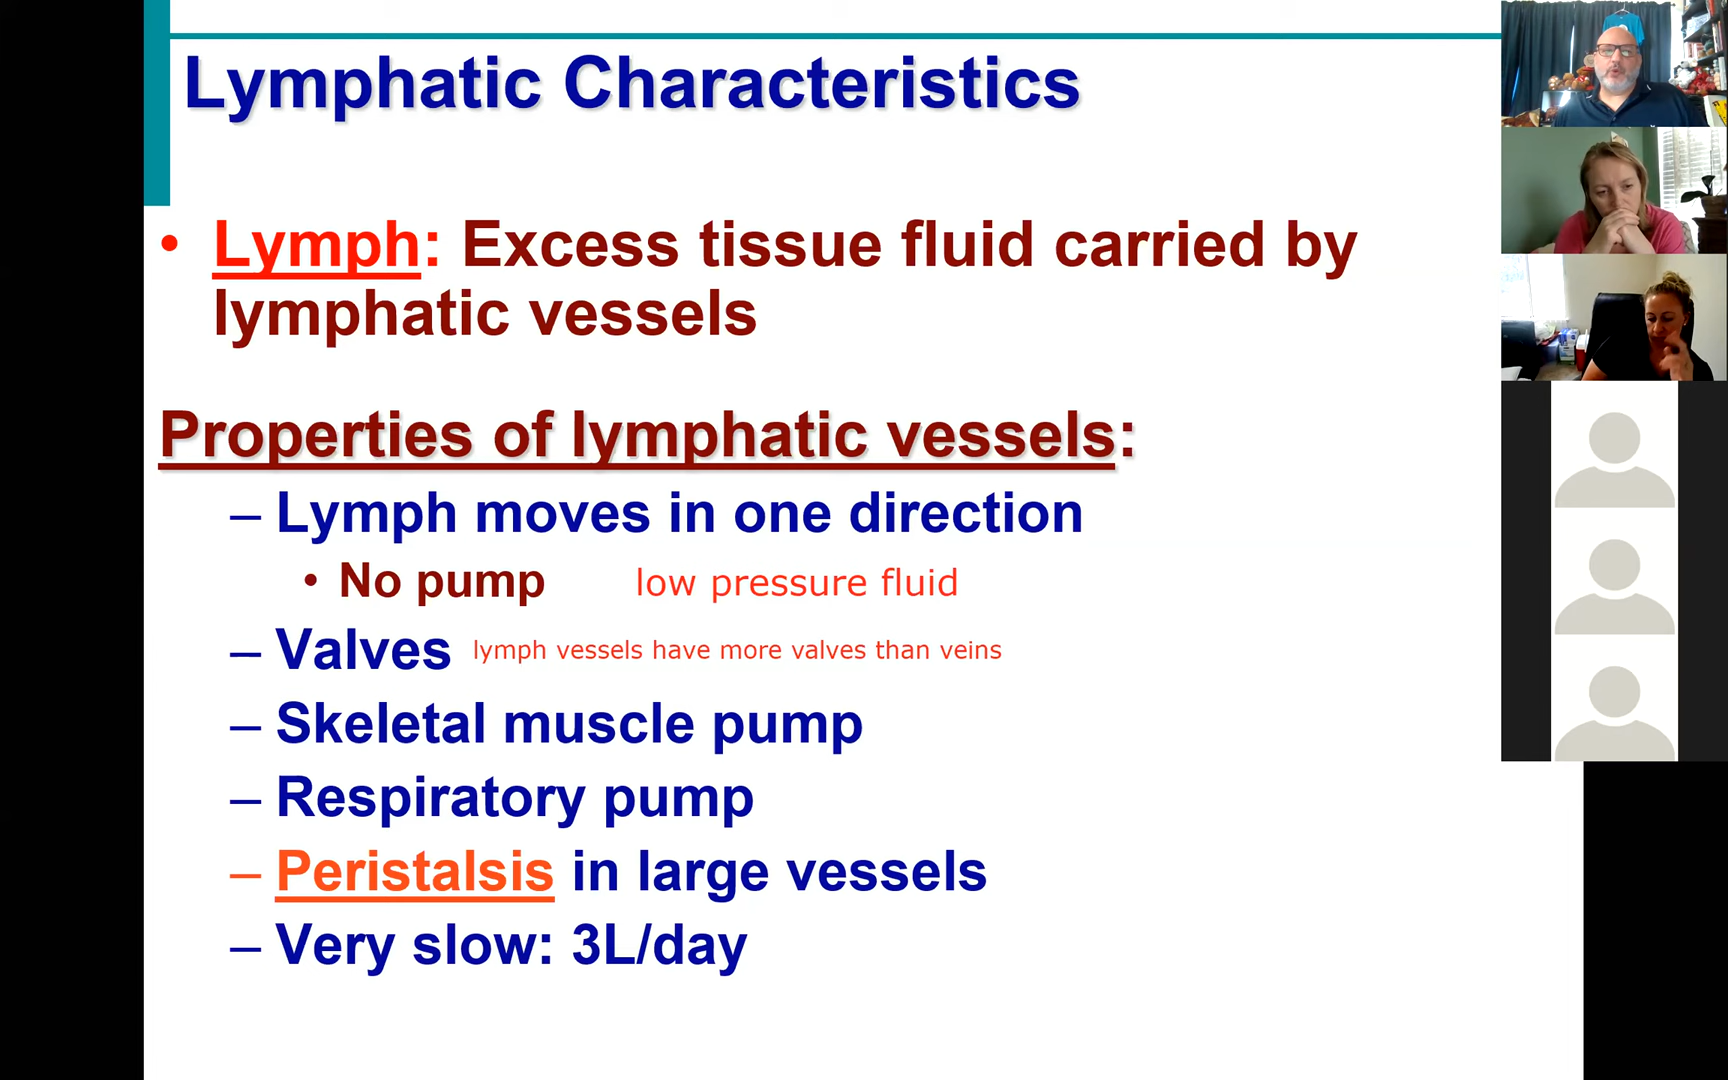 Lymphatic Characteristics
• Lymph: Excess tissue fluid carried by
lymphatic vessels
Properties of lymphatic vessels:
– Lymph moves in one direction
• No pump low pressure fluid
– Valves lymph vessels have more valves than veins
– Skeletal muscle pump
– Respiratory pump
– Peristalsis in large vessels
– Very slow: 3L/day